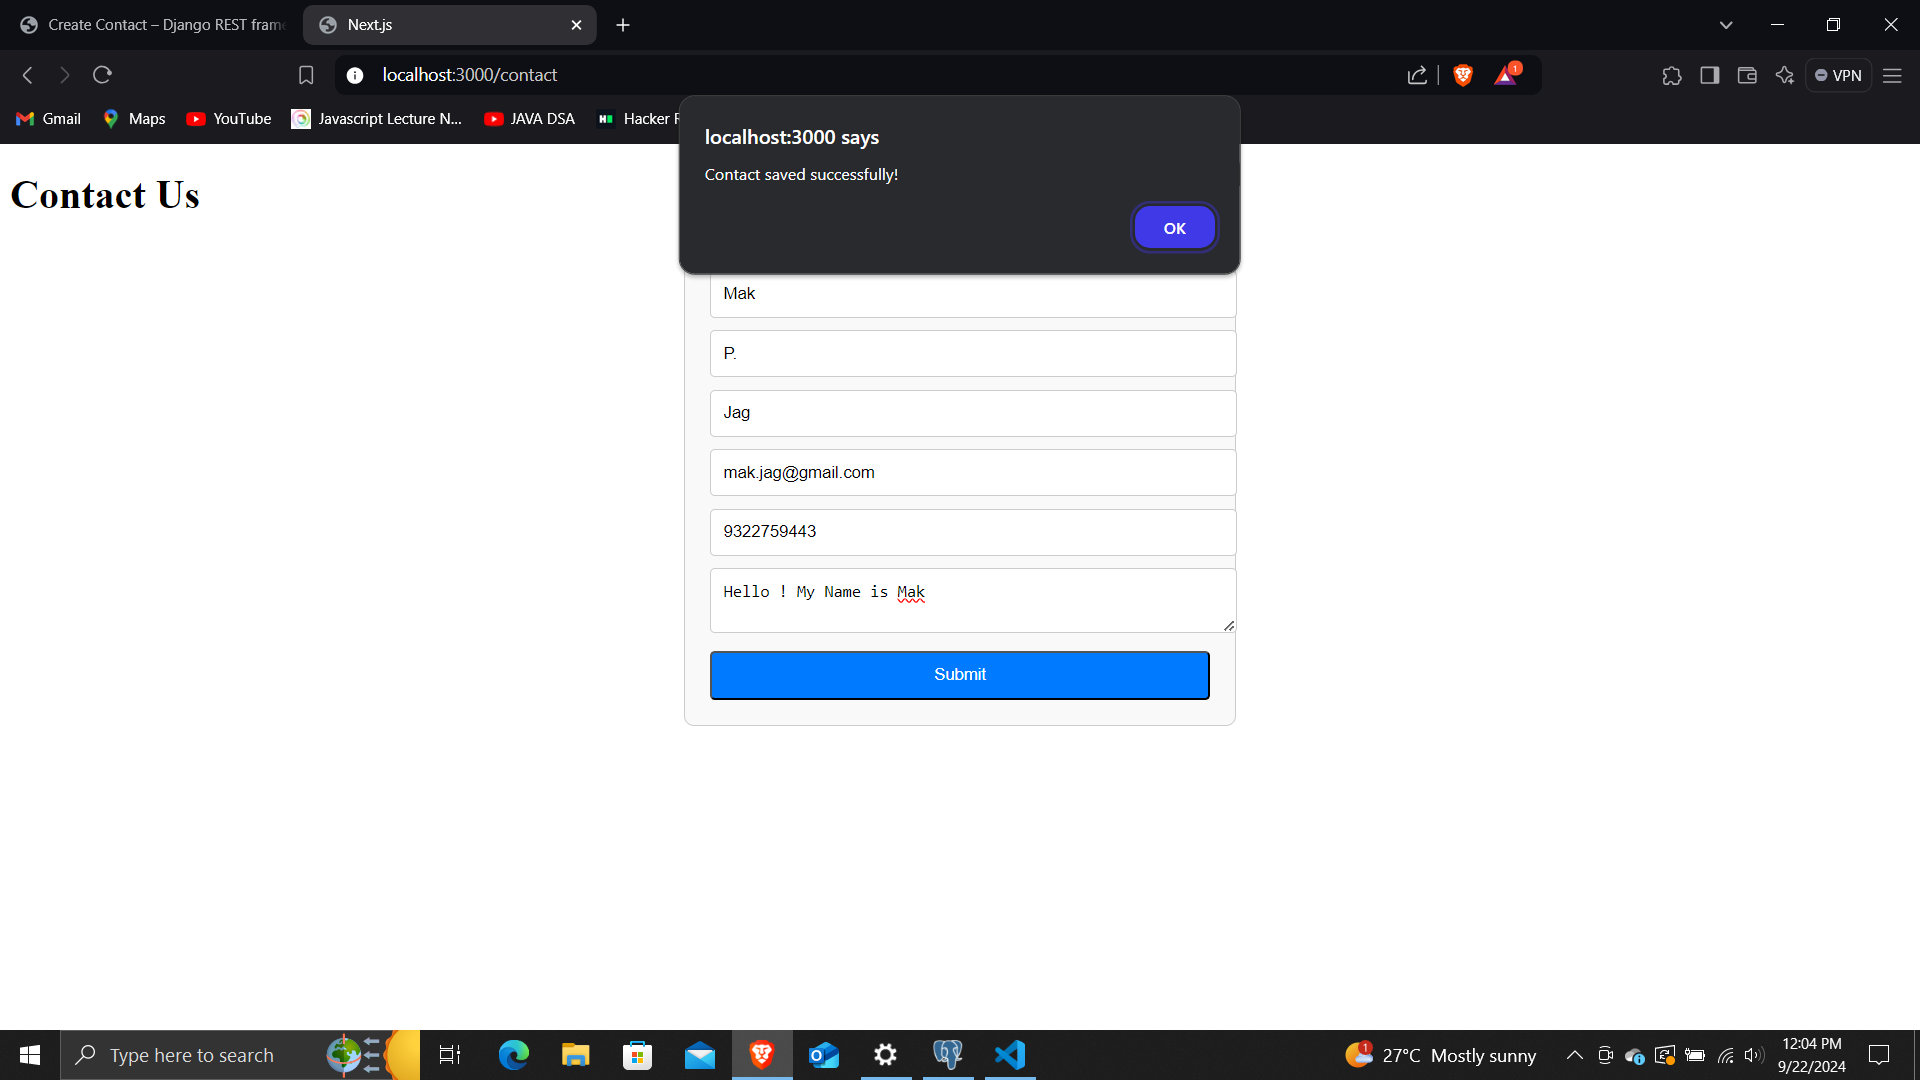 Create Contact – Django REST fram
Next.js
localhost:3000/contact
1
VPN
Gmail
Maps
YouTube
Javascript Lecture N...
JAVA DSA
Hacker
localhost:3000 says
Contact saved successfully!
OK
Contact Us
Mak
P.
Jag
mak.jag@gmail.com
9322759443
Hello ! My Name is Mak
Submit
Type here to search
1
27°C Mostly sunny
12:04 PM
9/22/2024